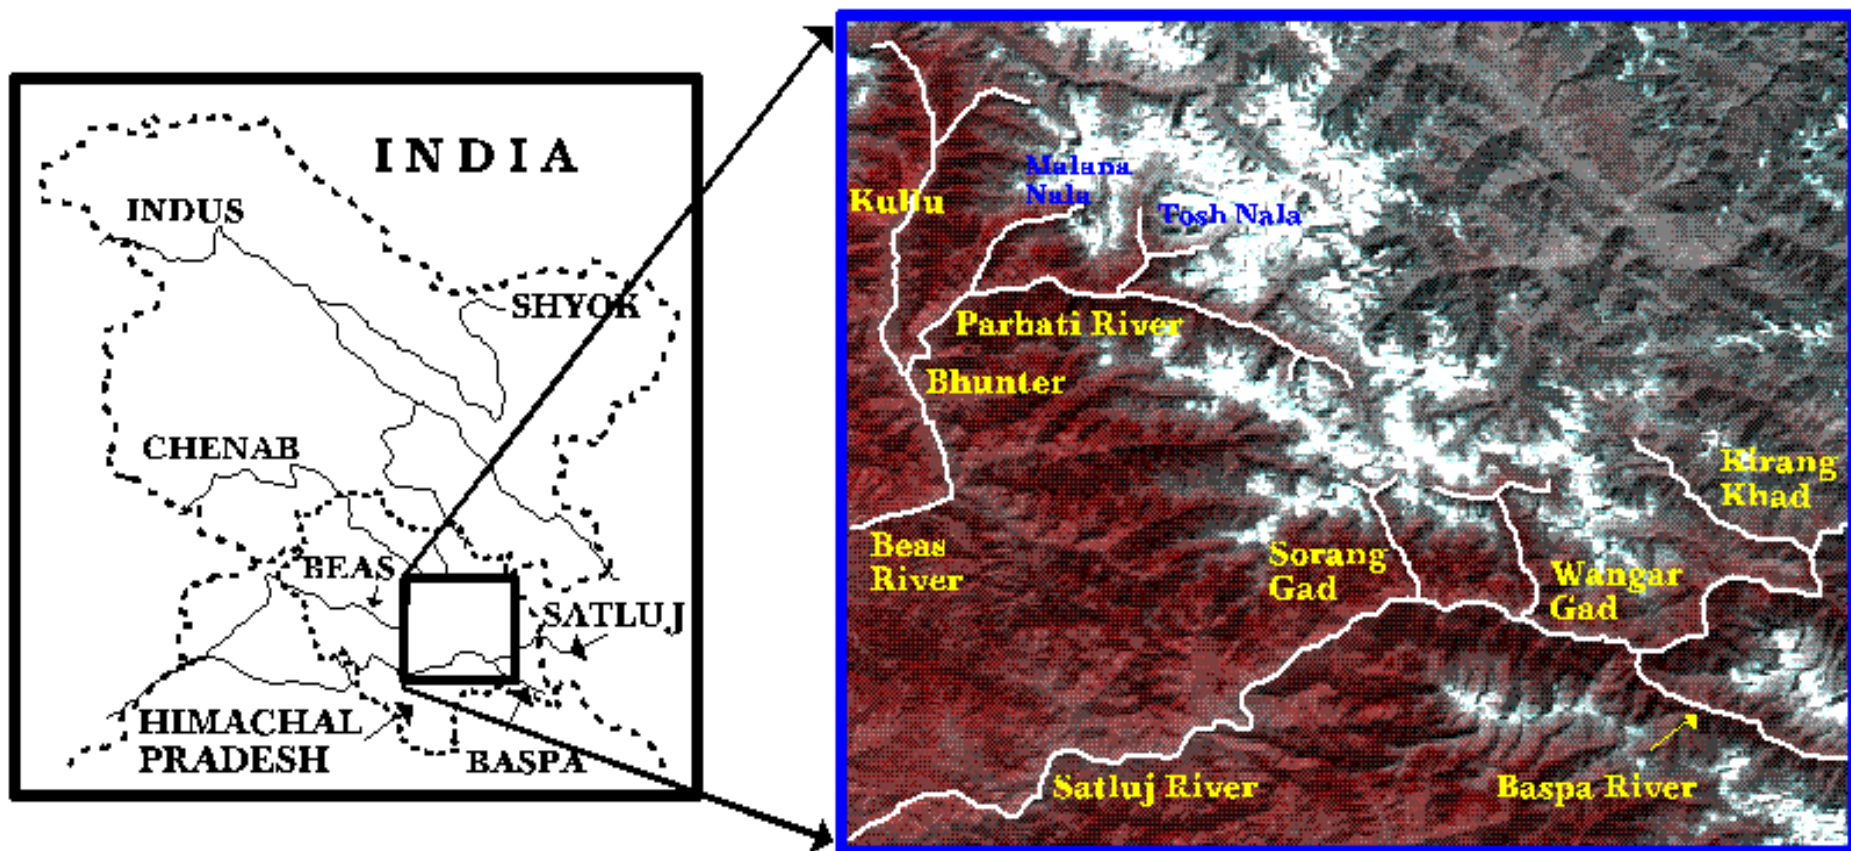 INDIA
INDUS
SHYOK
CHENAB
BEAS
SATLUJ
HIMACHAL
PRADESH
BASPA
Malana
Nala
Kullu
Tosh Nala
Parbati River
Bhunter
Kirang
Khad
Beas
River
Sorang
Gad
Wangar
Gad
Satluj River
Baspa River